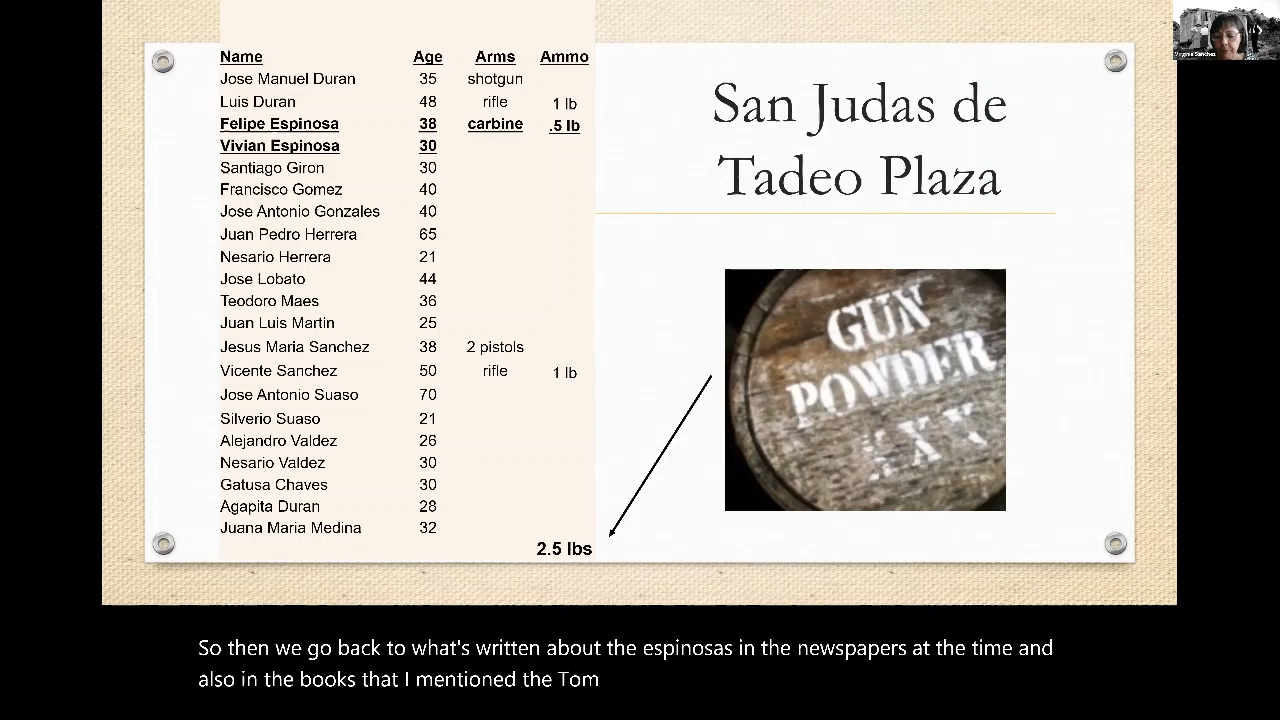 Name Age Arms Ammo
Jose Manuel Duran 35 shotgun
Luis Duran 48 rifle 1 lb
Felipe Espinosa 38 carbine .5 lb
Vivian Espinosa 30
Santiago Giron 30
Francisco Gomez 40
Jose Antonio Gonzales 40
Juan Pedro Herrera 65
Nesario Herrera 21
Jose Lobato 44
Teodoro Maes 36
Juan Luis Martin 25
Jesus Maria Sanchez 38 2 pistols
Vicente Sanchez 50 rifle 1 lb
Jose Antonio Suaso 70
Silverio Suaso 21
Alejandro Valdez 26
Nesario Valdez 30
Gatusa Chaves 30
Agapita Duran 28
Juana Maria Medina 32
2.5 lbs
San Judas de
Tadeo Plaza
GUN
POWDER
XXX
Virginia Sanchez
So then we go back to what's written about the espinosas in the newspapers at the time and
also in the books that I mentioned the Tom